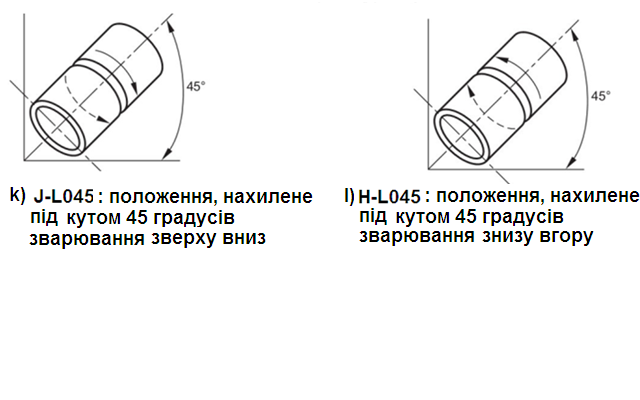 45°
45°
k) J-L045 : положення, нахилене
під кутом 45 градусів
зварювання зверху вниз
l) H-L045 : положення, нахилене
під кутом 45 градусів
зварювання знизу вгору